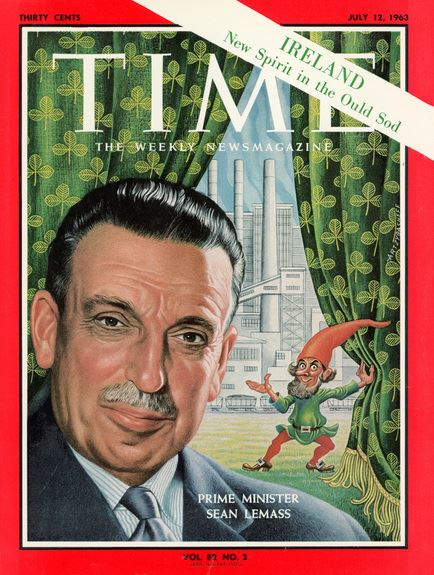 THIRTY CENTS
JULY 12, 1963
IRELAND
New Spirit in the Ould Sod
TIME
THE WEEKLY NEWSMAGAZINE
PRIME MINISTER
SEAN LEMASS
VOL. 82 NO. 2